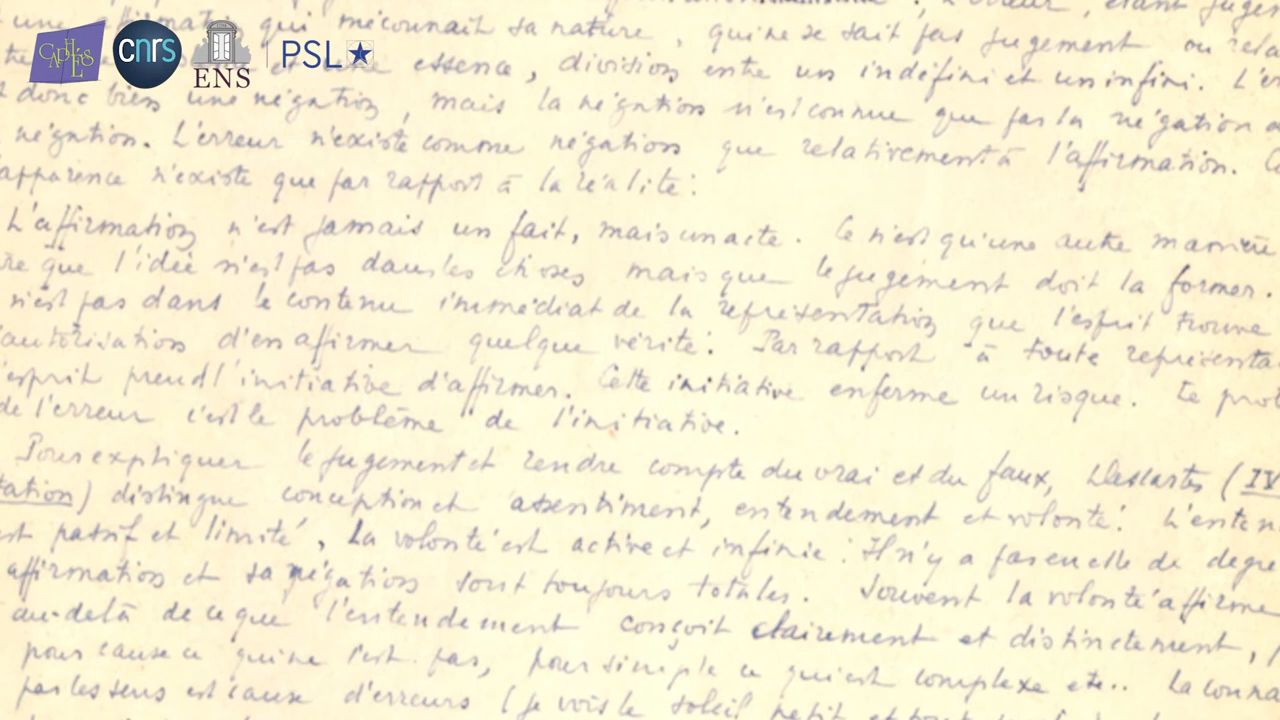 CAPHÉS
cnrs
ENS
PSL
une affirmation qui méconnait sa nature, qui ne se sait pas jugement ou rela
et une essence, division entre un indéfini et un infini. L'er
donc bien une négation, mais la négation n'est connue que par la négation
négation. L'erreur n'existe comme négation que relativement à l'affirmation.
apparence n'existe que par rapport à la réalité.
L'affirmation n'est jamais un fait, mais un acte. Ce n'est qu'une autre manière
re que l'idée n'est pas dans les choses mais que le jugement doit la former.
n'est pas dans le contenu immédiat de la représentation que l'esprit trouve
autorisation d'en affirmer quelque vérité. Par rapport à toute représenta
esprit prend l'initiative d'affirmer. Cette initiative enferme un risque. Le prob
de l'erreur c'est le problème de l'initiative.
Pour expliquer le jugement et rendre compte du vrai et du faux, Descartes (IV
tation) distingue conception et assentiment, entendement et volonté. L'enten
st passif et limité, La volonté est active et infinie. Il n'y a pas en elle de degré
affirmation et sa négation sont toujours totales. Souvent la volonté affirme
au-delà de ce que l'entendement conçoit clairement et distinctement,
pour cause ce qui ne l'est pas, pour simple ce qui est complexe etc.. La conna
par les sens est cause d'erreurs (je vois le soleil petit et